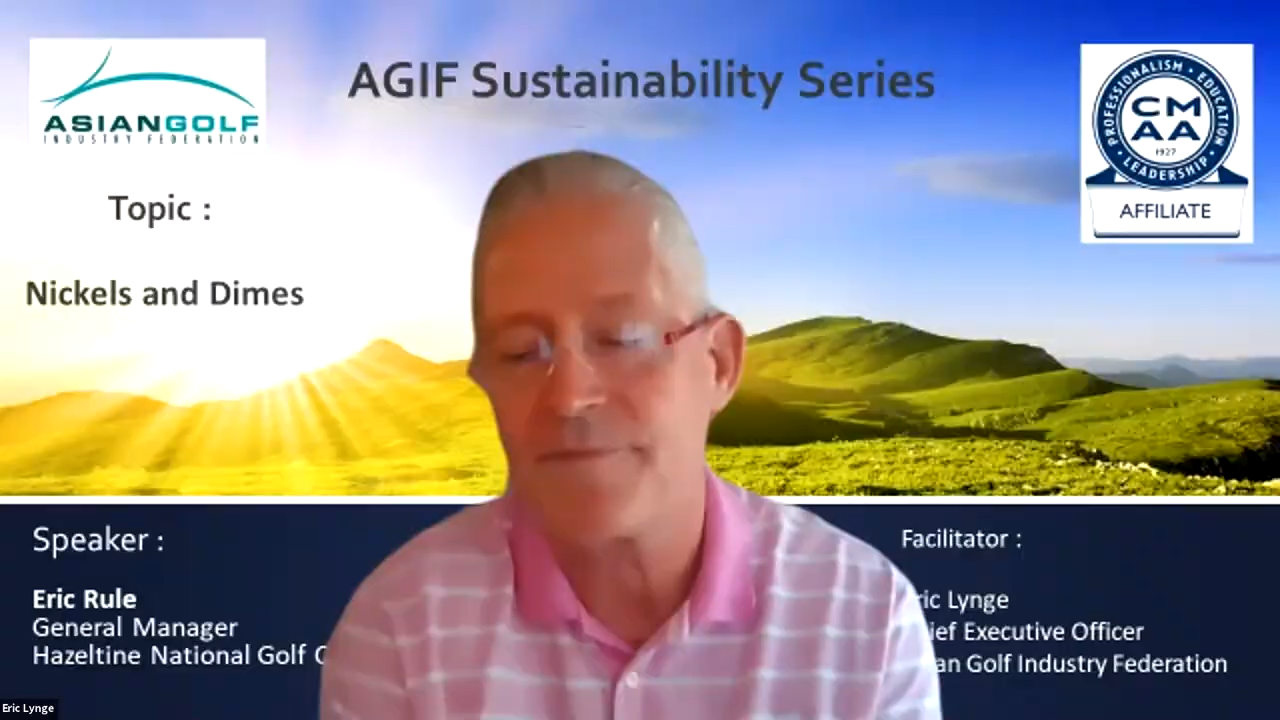 AGIF Sustainability Series
ASIANGOLF
INDUSTRY FEDERATION
PROFESSIONALISM • EDUCATION • LEADERSHIP •
CM
AA
1927
AFFILIATE
Topic :
Nickels and Dimes
Speaker :
Eric Rule
General Manager
Hazeltine National Golf
Facilitator :
ric Lynge
ief Executive Officer
an Golf Industry Federation
Eric Lynge